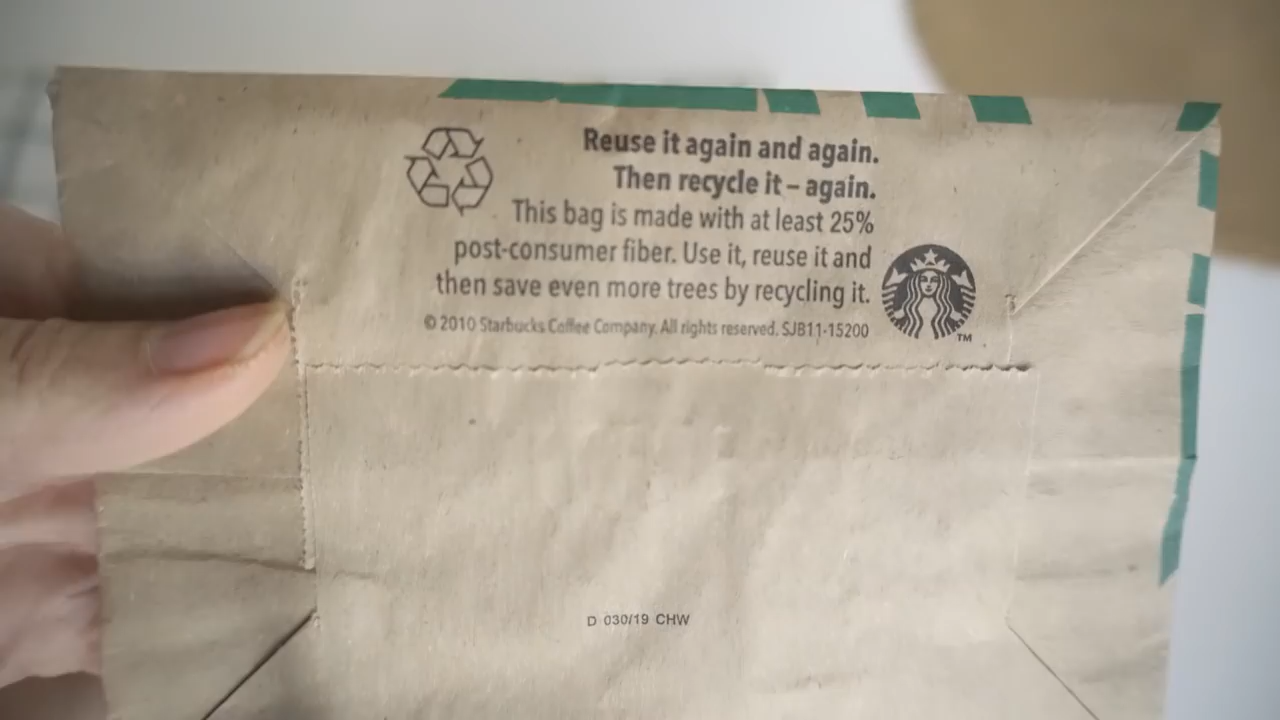 Reuse it again and again.
Then recycle it – again.
This bag is made with at least 25%
post-consumer fiber. Use it, reuse it and
then save even more trees by recycling it.
© 2010 Starbucks Coffee Company. All rights reserved. SJB11-15200
TM
D 030/19 CHW